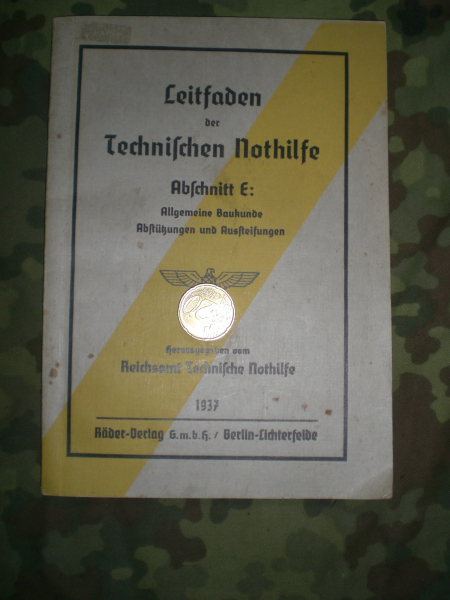 Leitfaden
der
Technischen Nothilfe
Abschnitt E:
Allgemeine Baukunde
Abstützungen und Aussteifungen
Herausgegeben vom
Reichsamt Technische Nothilfe
1937
Räder-Verlag G.m.b.H. / Berlin-Lichterfelde